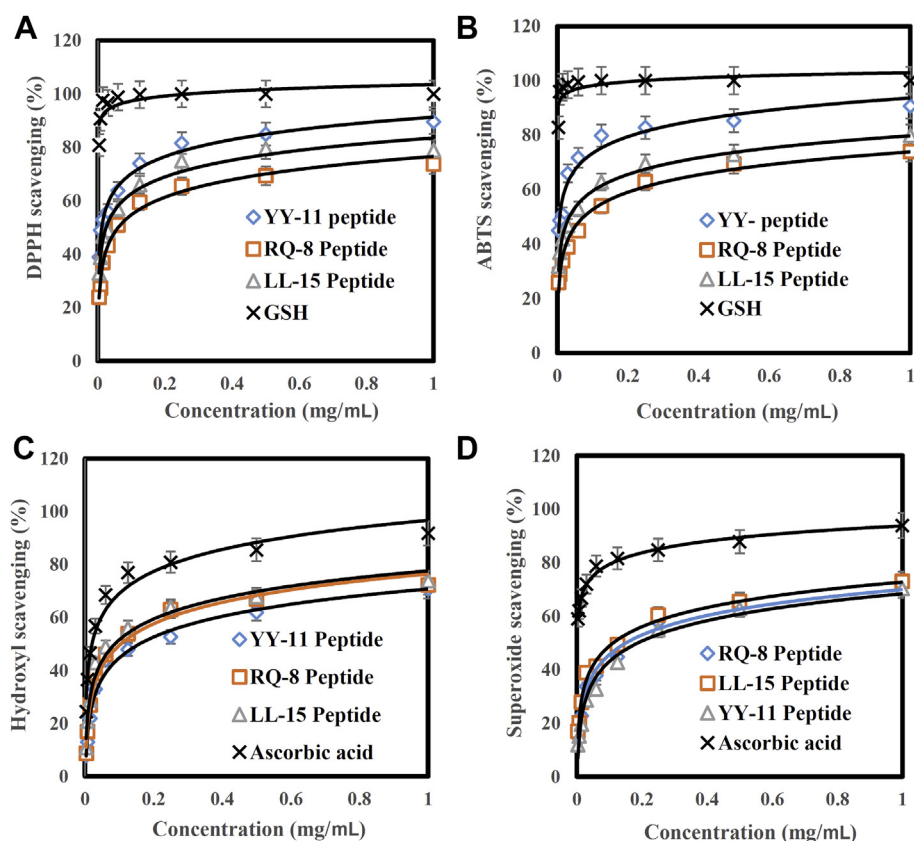 A
120
100
80
60
40
20
0
DPPH scavenging (%)
YY-11 peptide
RQ-8 Peptide
LL-15 Peptide
GSH
0 0.2 0.4 0.6 0.8 1
Concentration (mg/mL)
B
120
100
80
60
40
20
0
ABTS scavenging (%)
YY- peptide
RQ-8 Peptide
LL-15 Peptide
GSH
0 0.2 0.4 0.6 0.8 1
Cocentration (mg/mL)
C
120
100
80
60
40
20
0
Hydroxyl scavenging (%)
YY-11 Peptide
RQ-8 Peptide
LL-15 Peptide
Ascorbic acid
0 0.2 0.4 0.6 0.8 1
Concentration (mg/mL)
D
120
100
80
60
40
20
0
Superoxide scavenging (%)
RQ-8 Peptide
LL-15 Peptide
YY-11 Peptide
Ascorbic acid
0 0.2 0.4 0.6 0.8 1
Concentration (mg/mL)